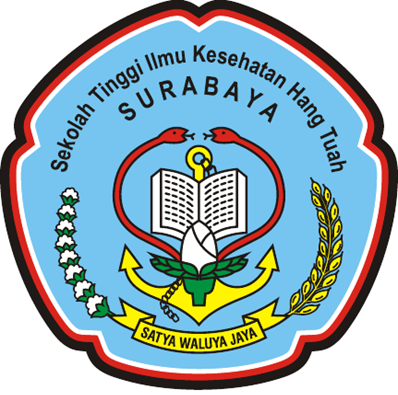 Sekolah Tinggi Ilmu Kesehatan Hang Tuah
SURABAYA
SATYA WALUYA JAYA